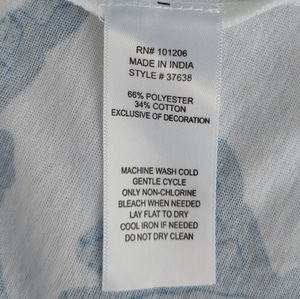 RN# 101206
MADE IN INDIA
STYLE # 37638
66% POLYESTER
34% COTTON
EXCLUSIVE OF DECORATION
MACHINE WASH COLD
GENTLE CYCLE
ONLY NON-CHLORINE
BLEACH WHEN NEEDED
LAY FLAT TO DRY
COOL IRON IF NEEDED
DO NOT DRY CLEAN